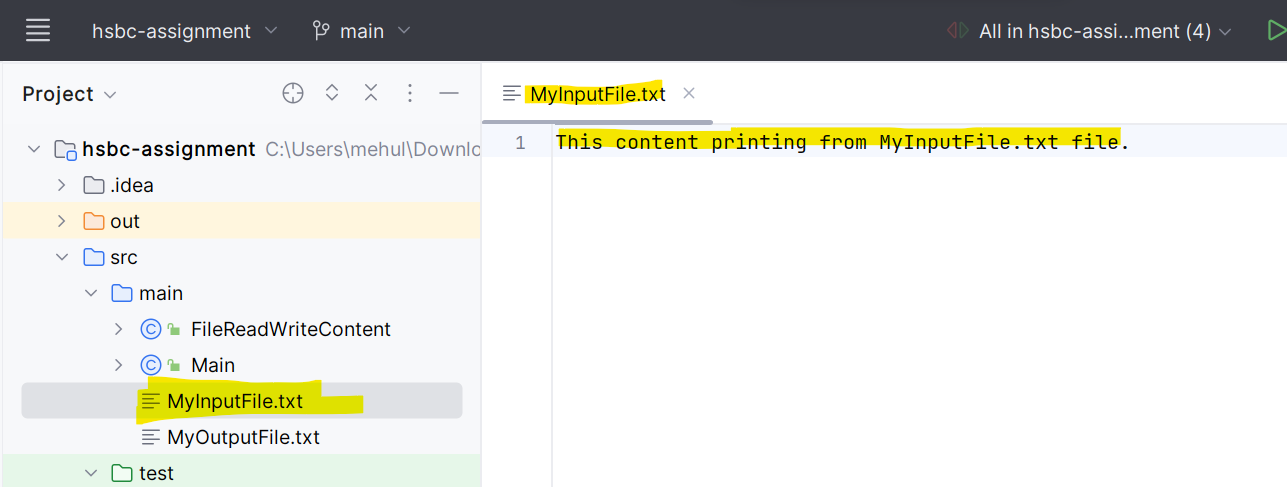 hsbc-assignment main All in hsbc-assi...ment (4)
Project
hsbc-assignment C:\Users\mehul\Downlo
.idea
out
src
main
FileReadWriteContent
Main
MyInputFile.txt
MyOutputFile.txt
test
MyInputFile.txt
1 This content printing from MyInputFile.txt file.